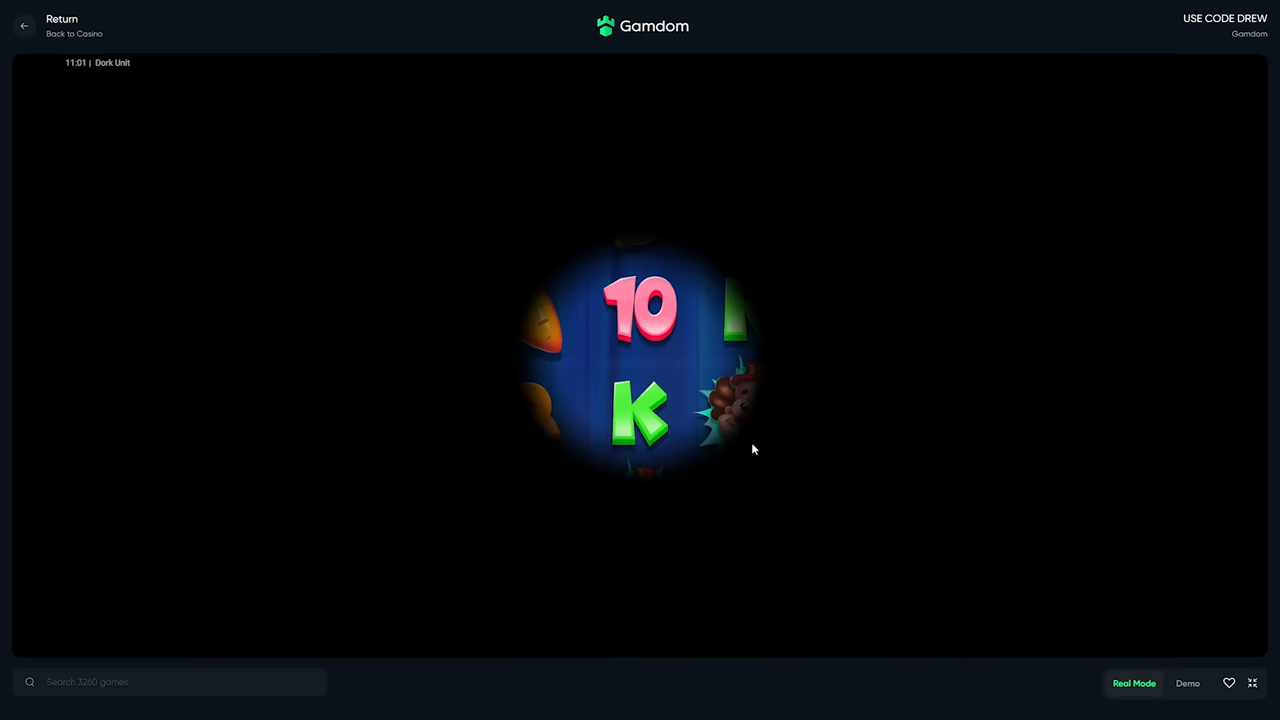 Return
Back to Casino
Gamdom
USE CODE DREW
Gamdom
11:01 | Dork Unit
10
K
Search 3260 games
Real Mode
Demo